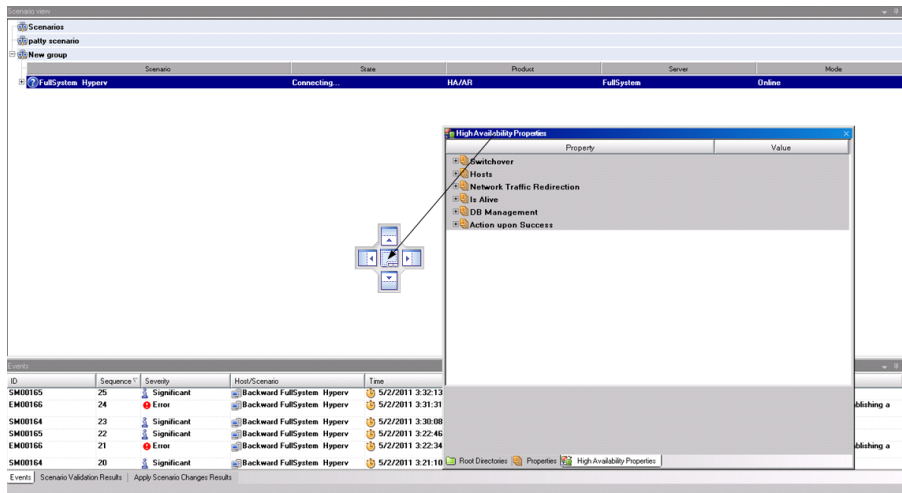 Scenario view
Scenarios
patty scenario
New group
Scenario State Product Server Mode
FullSystem Hyperv Connecting... HA/AR FullSystem Online
High Availability Properties
Property Value
Switchover
Hosts
Network Traffic Redirection
Is Alive
DB Management
Action upon Success
Events
ID Sequence Severity Host/Scenario Time
SM00165 25 Significant Backward FullSystem Hyperv 5/2/2011 3:32:13
EM00166 24 Error Backward FullSystem Hyperv 5/2/2011 3:31:31 blishing a
SM00164 23 Significant Backward FullSystem Hyperv 5/2/2011 3:30:08
SM00165 22 Significant Backward FullSystem Hyperv 5/2/2011 3:22:46
EM00166 21 Error Backward FullSystem Hyperv 5/2/2011 3:22:34 blishing a
SM00164 20 Significant Backward FullSystem Hyperv 5/2/2011 3:21:10
Root Directories Properties High Availability Properties
Events Scenario Validation Results Apply Scenario Changes Results